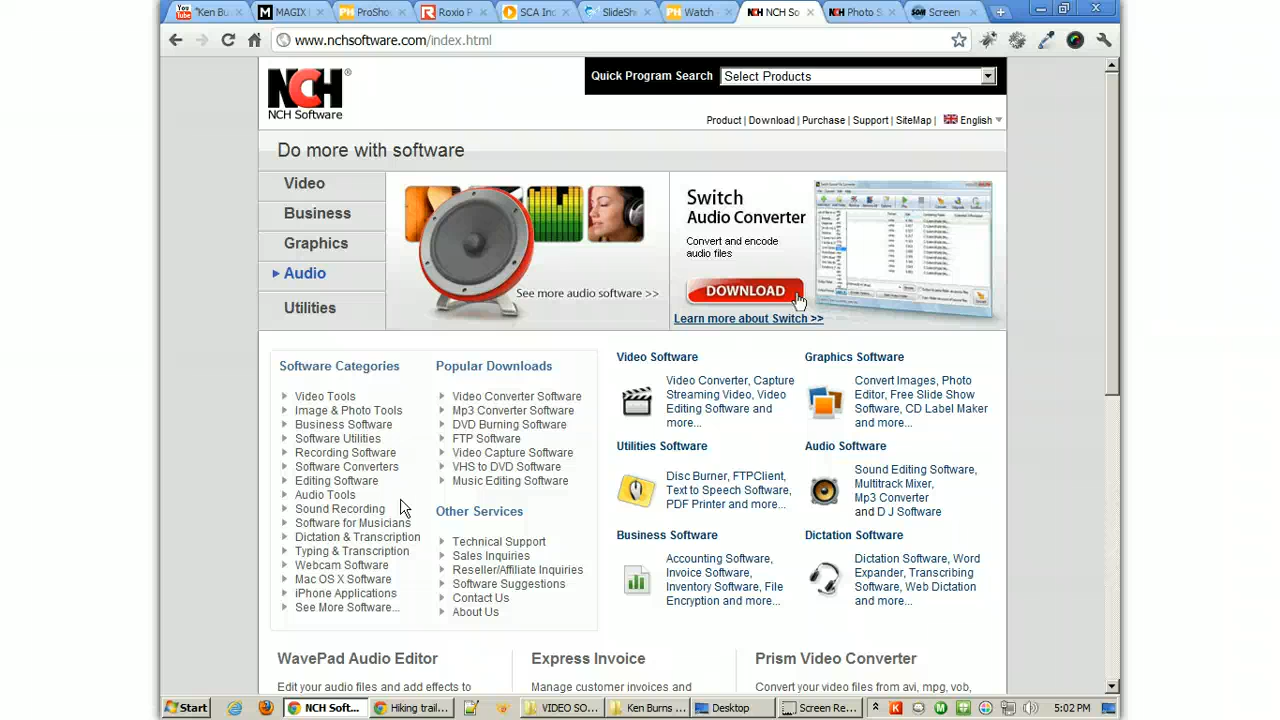 "Ken Bu
MAGIX
ProSho
Roxio P
SCA Inc
SlideSh
Watch -
NCH So
Photo S
Screen
www.nchsoftware.com/index.html
NCH®
NCH Software
Quick Program Search
Select Products
Product | Download | Purchase | Support | SiteMap | English
Do more with software
Video
Business
Graphics
Audio
Utilities
See more audio software >>
Switch
Audio Converter
Convert and encode
audio files
DOWNLOAD
Learn more about Switch >>
Software Categories
Video Tools
Image & Photo Tools
Business Software
Software Utilities
Recording Software
Software Converters
Editing Software
Audio Tools
Sound Recording
Software for Musicians
Dictation & Transcription
Typing & Transcription
Webcam Software
Mac OS X Software
iPhone Applications
See More Software...
Popular Downloads
Video Converter Software
Mp3 Converter Software
DVD Burning Software
FTP Software
Video Capture Software
VHS to DVD Software
Music Editing Software
Other Services
Technical Support
Sales Inquiries
Reseller/Affiliate Inquiries
Software Suggestions
Contact Us
About Us
Video Software
Video Converter, Capture
Streaming Video, Video
Editing Software and
more...
Graphics Software
Convert Images, Photo
Editor, Free Slide Show
Software, CD Label Maker
and more...
Utilities Software
Disc Burner, FTPClient,
Text to Speech Software,
PDF Printer and more...
Audio Software
Sound Editing Software,
Multitrack Mixer,
Mp3 Converter
and D J Software
Business Software
Accounting Software,
Invoice Software,
Inventory Software, File
Encryption and more...
Dictation Software
Dictation Software, Word
Expander, Transcribing
Software, Web Dictation
and more...
WavePad Audio Editor
Edit your audio files and add effects to
Express Invoice
Manage customer invoices and
Prism Video Converter
Convert your video files from avi, mpg, vob,
Start
NCH Soft...
Hiking trail...
VIDEO SO...
Ken Burns ...
Desktop
Screen Re...
5:02 PM